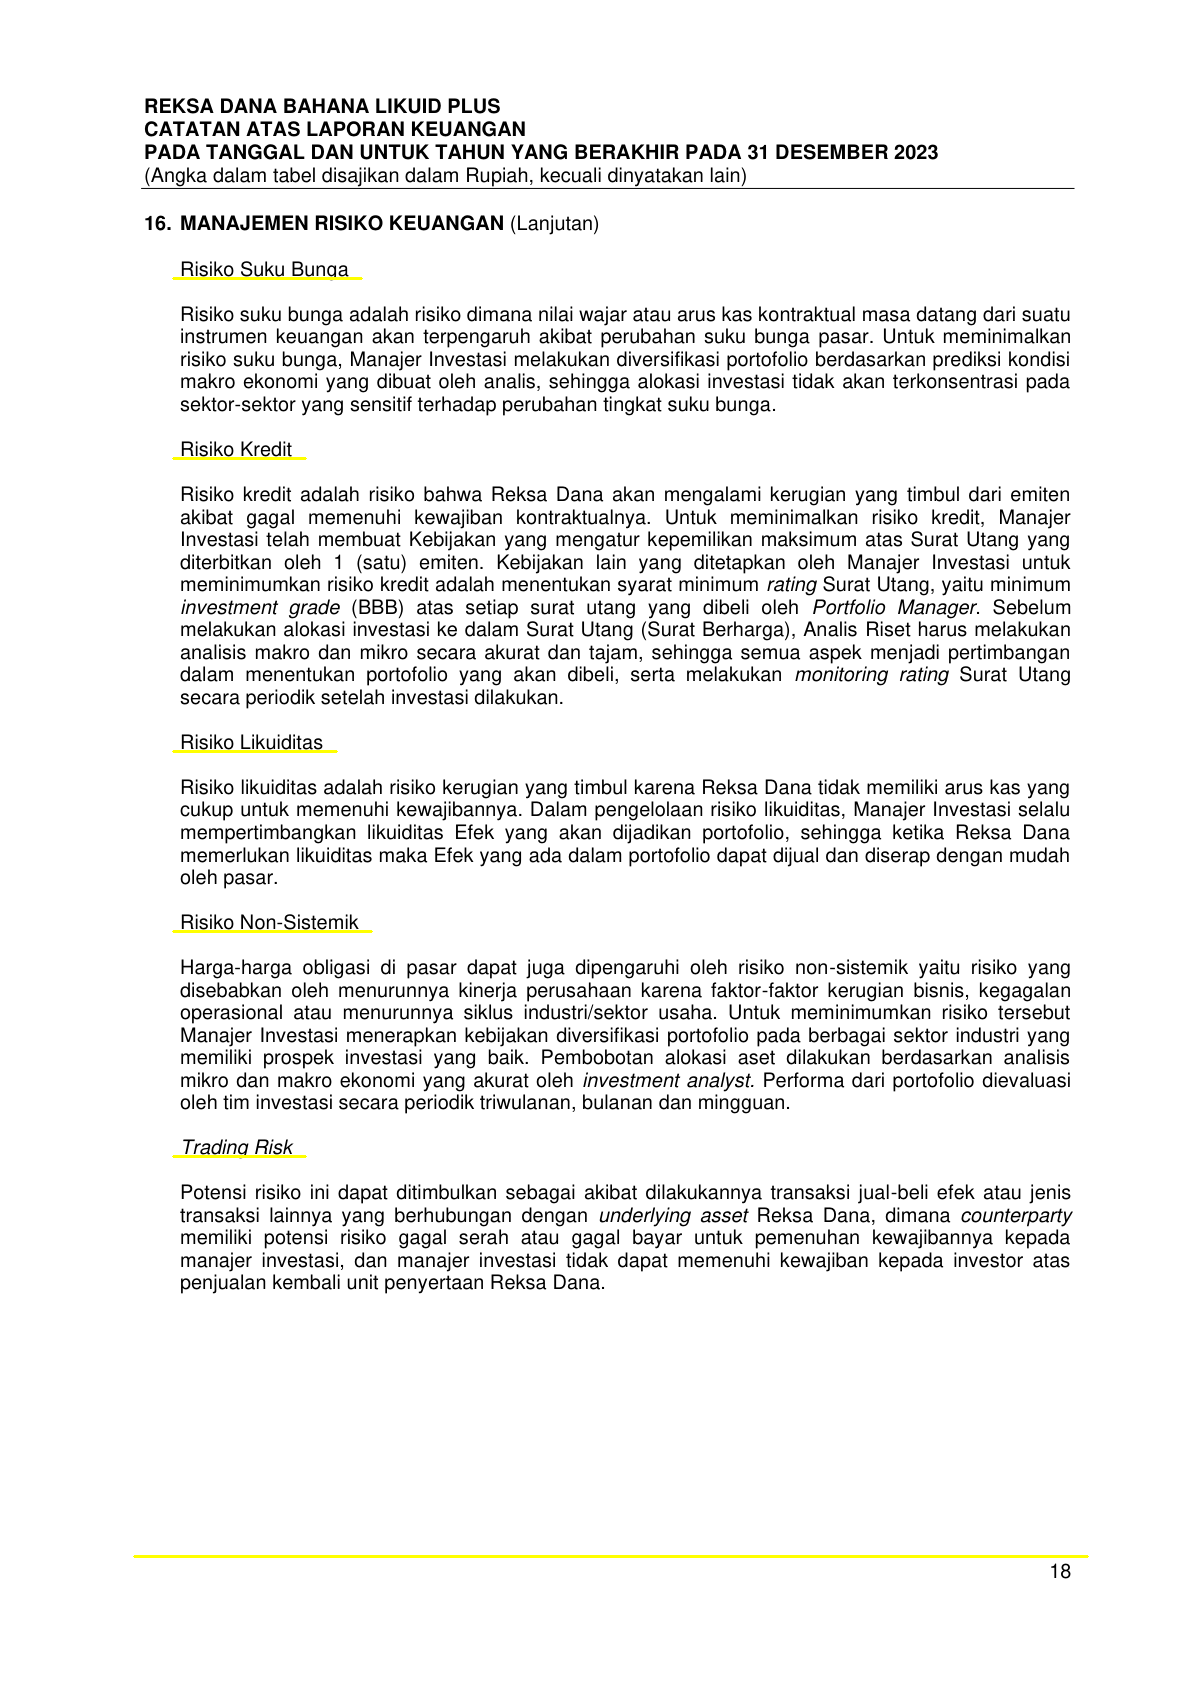 REKSA DANA BAHANA LIKUID PLUS
CATATAN ATAS LAPORAN KEUANGAN
PADA TANGGAL DAN UNTUK TAHUN YANG BERAKHIR PADA 31 DESEMBER 2023
(Angka dalam tabel disajikan dalam Rupiah, kecuali dinyatakan lain)
16. MANAJEMEN RISIKO KEUANGAN (Lanjutan)
Risiko Suku Bunga
Risiko suku bunga adalah risiko dimana nilai wajar atau arus kas kontraktual masa datang dari suatu
instrumen keuangan akan terpengaruh akibat perubahan suku bunga pasar. Untuk meminimalkan
risiko suku bunga, Manajer Investasi melakukan diversifikasi portofolio berdasarkan prediksi kondisi
makro ekonomi yang dibuat oleh analis, sehingga alokasi investasi tidak akan terkonsentrasi pada
sektor-sektor yang sensitif terhadap perubahan tingkat suku bunga.
Risiko Kredit
Risiko kredit adalah risiko bahwa Reksa Dana akan mengalami kerugian yang timbul dari emiten
akibat gagal memenuhi kewajiban kontraktualnya. Untuk meminimalkan risiko kredit, Manajer
Investasi telah membuat Kebijakan yang mengatur kepemilikan maksimum atas Surat Utang yang
diterbitkan oleh 1 (satu) emiten. Kebijakan lain yang ditetapkan oleh Manajer Investasi untuk
meminimumkan risiko kredit adalah menentukan syarat minimum rating Surat Utang, yaitu minimum
investment grade (BBB) atas setiap surat utang yang dibeli oleh Portfolio Manager. Sebelum
melakukan alokasi investasi ke dalam Surat Utang (Surat Berharga), Analis Riset harus melakukan
analisis makro dan mikro secara akurat dan tajam, sehingga semua aspek menjadi pertimbangan
dalam menentukan portofolio yang akan dibeli, serta melakukan monitoring rating Surat Utang
secara periodik setelah investasi dilakukan.
Risiko Likuiditas
Risiko likuiditas adalah risiko kerugian yang timbul karena Reksa Dana tidak memiliki arus kas yang
cukup untuk memenuhi kewajibannya. Dalam pengelolaan risiko likuiditas, Manajer Investasi selalu
mempertimbangkan likuiditas Efek yang akan dijadikan portofolio, sehingga ketika Reksa Dana
memerlukan likuiditas maka Efek yang ada dalam portofolio dapat dijual dan diserap dengan mudah
oleh pasar.
Risiko Non-Sistemik
Harga-harga obligasi di pasar dapat juga dipengaruhi oleh risiko non-sistemik yaitu risiko yang
disebabkan oleh menurunnya kinerja perusahaan karena faktor-faktor kerugian bisnis, kegagalan
operasional atau menurunnya siklus industri/sektor usaha. Untuk meminimumkan risiko tersebut
Manajer Investasi menerapkan kebijakan diversifikasi portofolio pada berbagai sektor industri yang
memiliki prospek investasi yang baik. Pembobotan alokasi aset dilakukan berdasarkan analisis
mikro dan makro ekonomi yang akurat oleh investment analyst. Performa dari portofolio dievaluasi
oleh tim investasi secara periodik triwulanan, bulanan dan mingguan.
Trading Risk
Potensi risiko ini dapat ditimbulkan sebagai akibat dilakukannya transaksi jual-beli efek atau jenis
transaksi lainnya yang berhubungan dengan underlying asset Reksa Dana, dimana counterparty
memiliki potensi risiko gagal serah atau gagal bayar untuk pemenuhan kewajibannya kepada
manajer investasi, dan manajer investasi tidak dapat memenuhi kewajiban kepada investor atas
penjualan kembali unit penyertaan Reksa Dana.
18